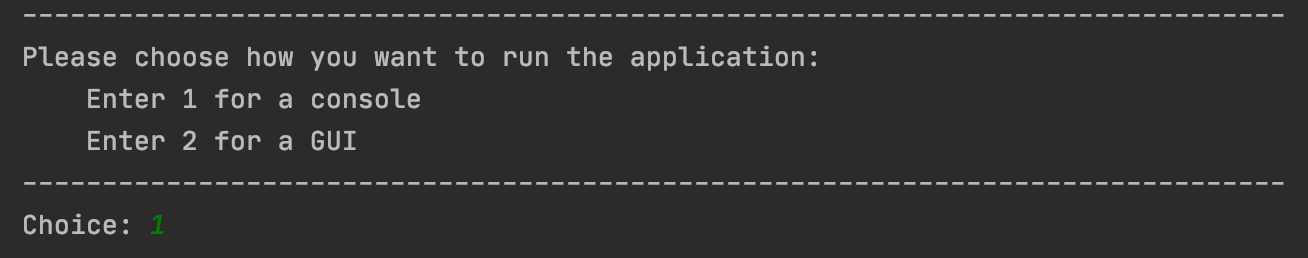 -------------------------------------------------------------------------------
Please choose how you want to run the application:
    Enter 1 for a console
    Enter 2 for a GUI
-------------------------------------------------------------------------------
Choice: 1